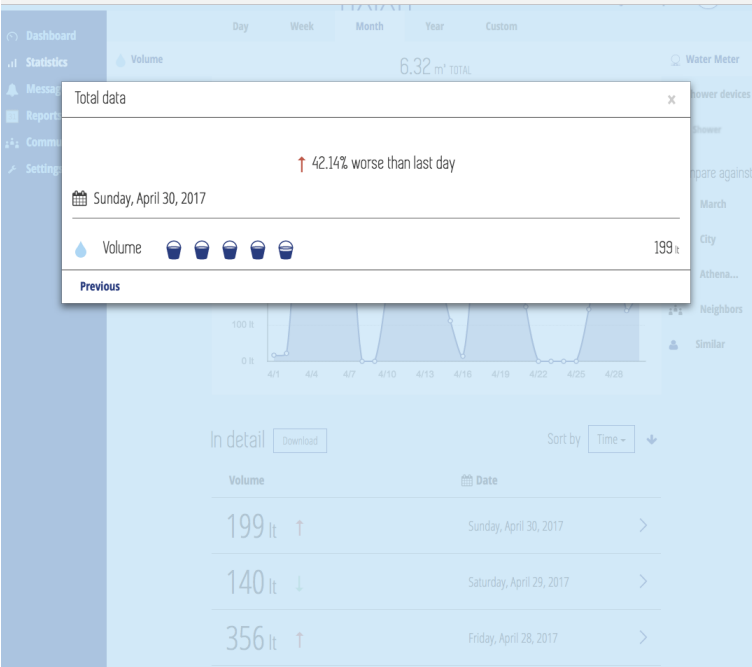 Day Week Month Year Custom
Dashboard
Statistics
Volume
6.32 m³ TOTAL
Water Meter
Total data
x
42.14% worse than last day
Sunday, April 30, 2017
Volume
199 lt
Previous
March
City
Athena...
Neighbors
Similar
100 lt
0 lt
4/1 4/4 4/7 4/10 4/13 4/16 4/19 4/22 4/25 4/28
In detail Download Sort by Time
Volume Date
199 lt Sunday, April 30, 2017
140 lt Saturday, April 29, 2017
356 lt Friday, April 28, 2017